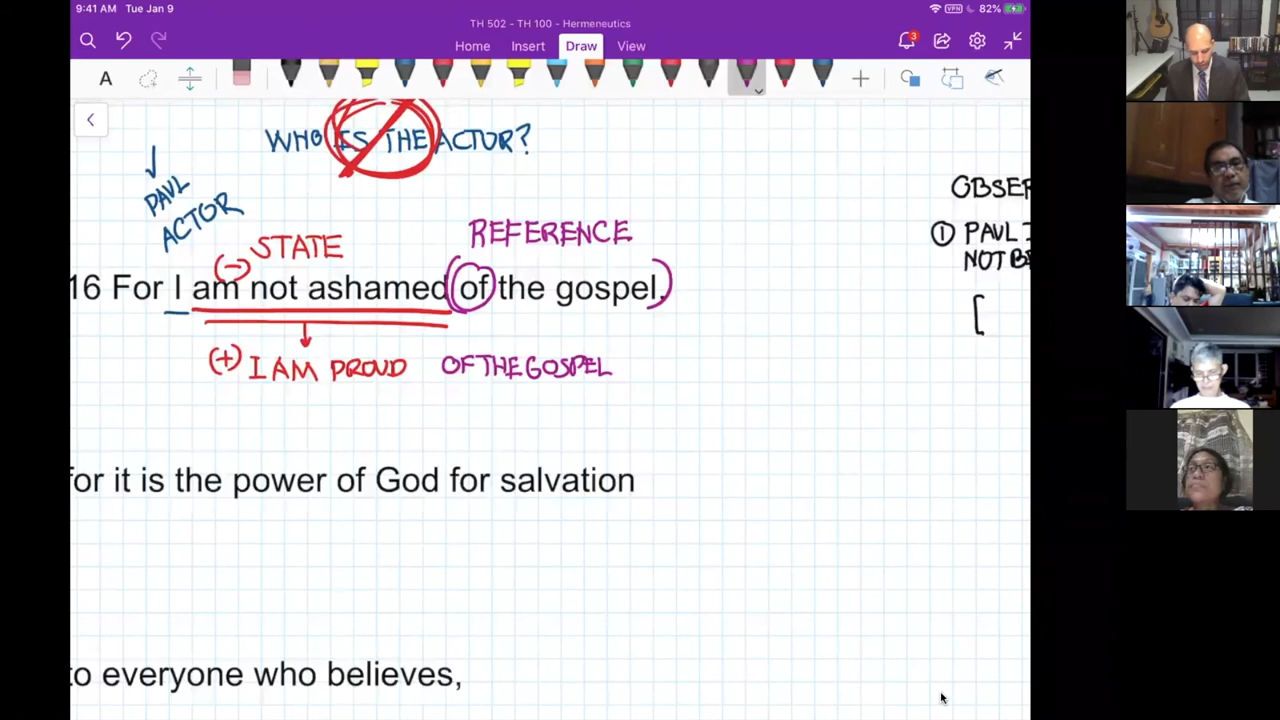 9:41 AM Tue Jan 9
82%
TH 502 - TH 100 - Hermeneutics
Home Insert Draw View
3
A
WHO IS THE ACTOR?
PAUL
ACTOR
OBSER
(-) STATE
REFERENCE
① PAUL I
NOT BE
16 For I am not ashamed (of the gospel,)
[
(+) I AM PROUD OF THE GOSPEL
for it is the power of God for salvation
to everyone who believes,